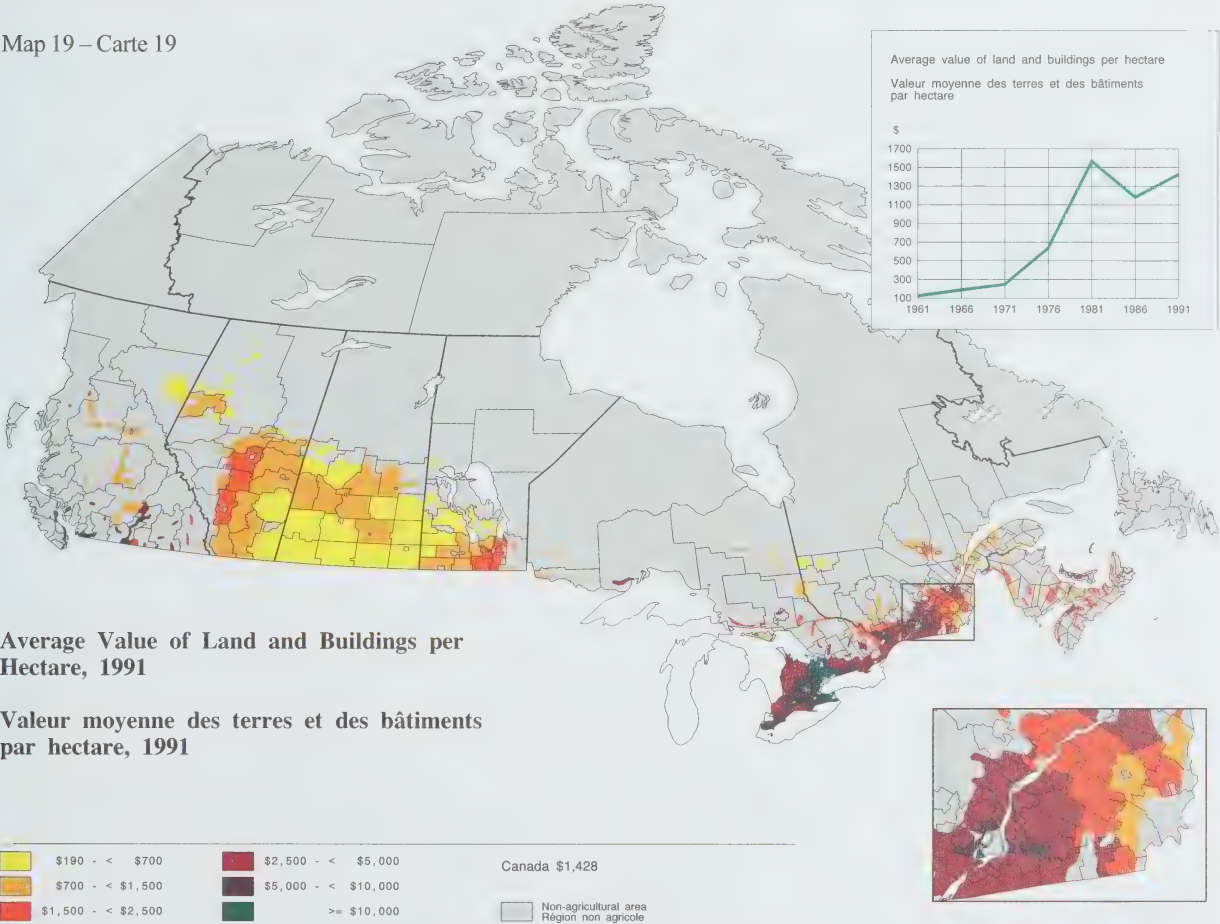 Map 19 – Carte 19
Average value of land and buildings per hectare
Valeur moyenne des terres et des bâtiments
par hectare
$
1700
1500
1300
1100
900
700
500
300
100
1961 1966 1971 1976 1981 1986 1991
Average Value of Land and Buildings per
Hectare, 1991
Valeur moyenne des terres et des bâtiments
par hectare, 1991
$190 - < $700
$700 - < $1,500
$1,500 - < $2,500
$2,500 - < $5,000
$5,000 - < $10,000
>= $10,000
Canada $1,428
Non-agricultural area
Région non agricole